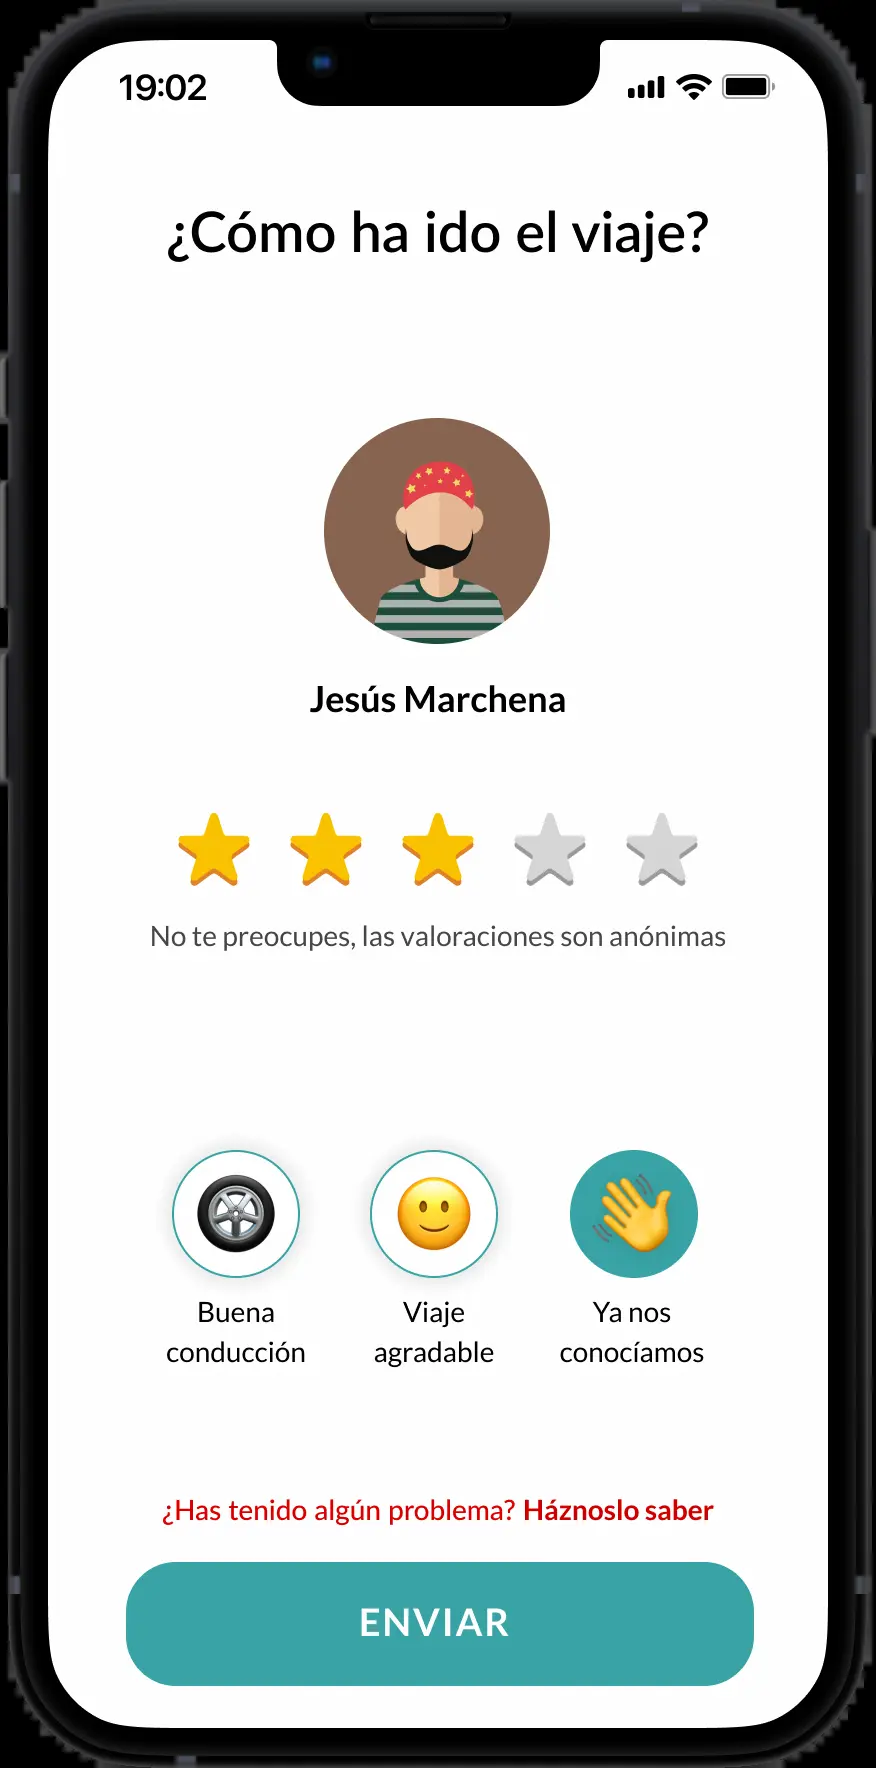 19:02
¿Cómo ha ido el viaje?
Jesús Marchena
No te preocupes, las valoraciones son anónimas
Buena conducción
Viaje agradable
Ya nos conocíamos
¿Has tenido algún problema? Háznoslo saber
ENVIAR